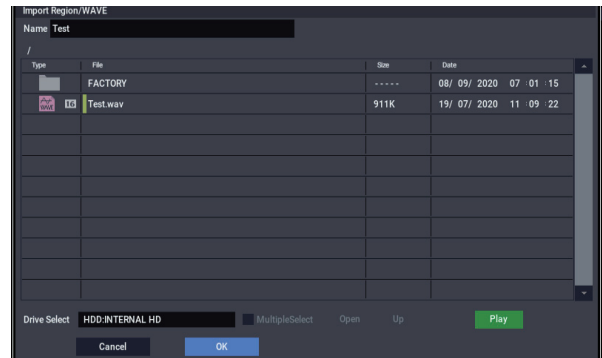 Import Region/WAVE
Name Test
/
Type File Size Date
FACTORY ----- 08/ 09/ 2020 07 :01 :15
WAVE 16 Test.wav 911K 19/ 07/ 2020 11 :09 :22
Drive Select HDD:INTERNAL HD MultipleSelect Open Up Play
Cancel OK